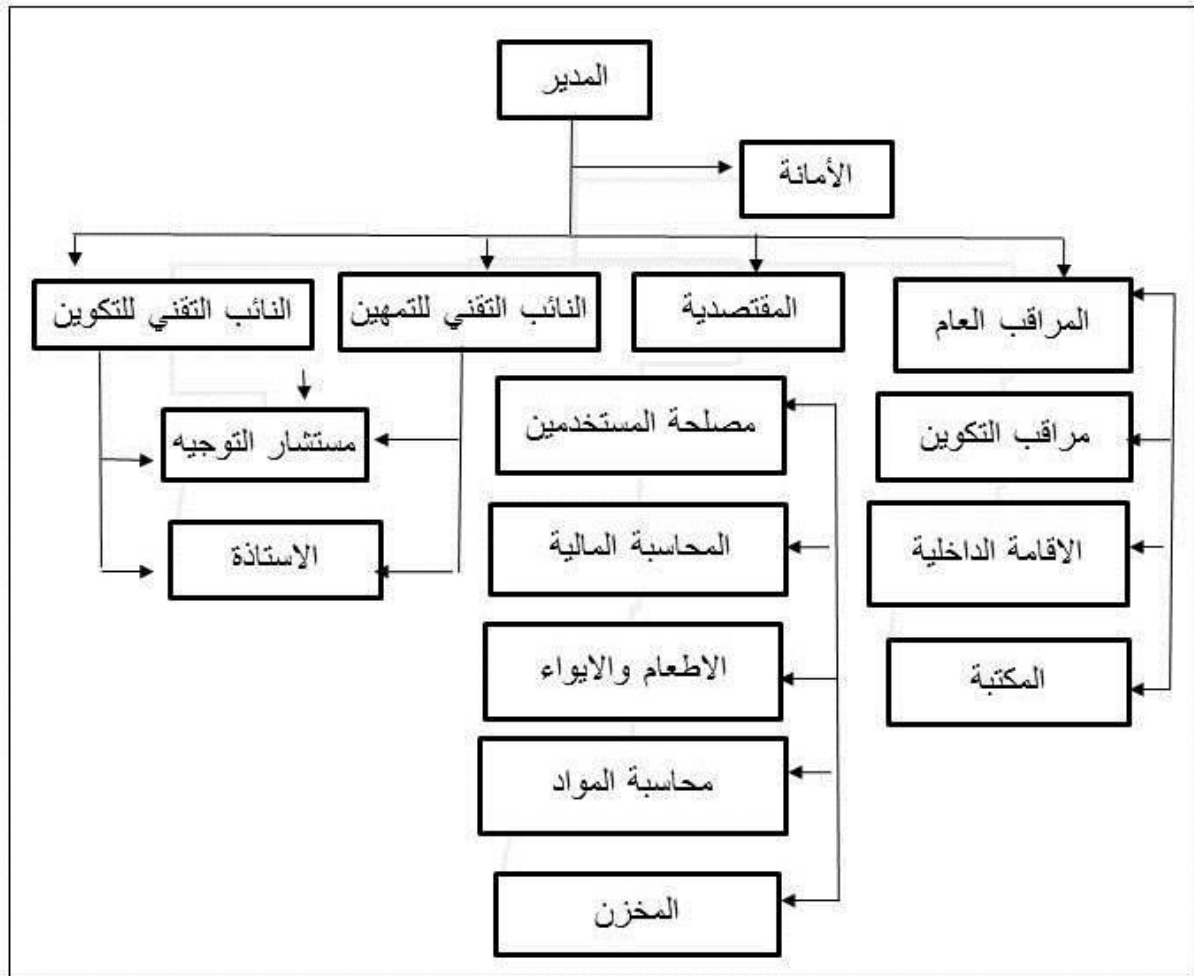 المدير
الأمانة
المراقب العام
المقتصدية
النائب التقني للتمهين
النائب التقني للتكوين
مراقب التكوين
الاقامة الداخلية
المكتبة
مصلحة المستخدمين
المحاسبة المالية
الاطعام والايواء
محاسبة المواد
المخزن
مستشار التوجيه
الاستاذة